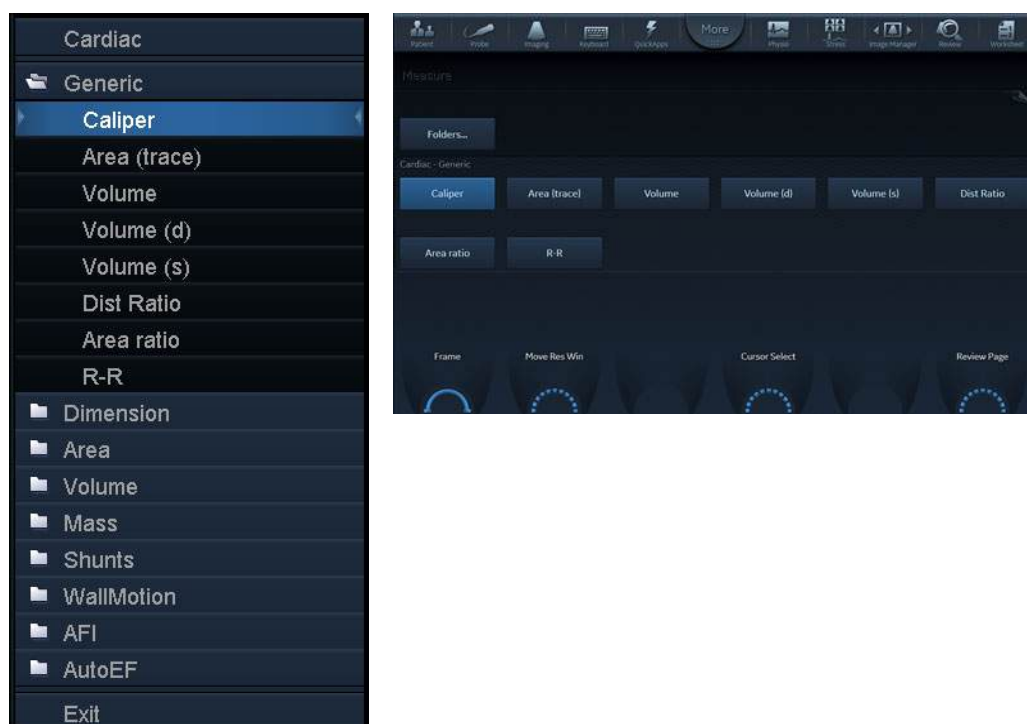 Cardiac
Generic
Caliper
Area (trace)
Volume
Volume (d)
Volume (s)
Dist Ratio
Area ratio
R-R
Dimension
Area
Volume
Mass
Shunts
WallMotion
AFI
AutoEF
Exit
Patient Probe Imaging Keyboard QuickApps More Physio Stress Image Manager Review Worksheet
Measure
Folders...
Cardiac - Generic
Caliper Area (trace) Volume Volume (d) Volume (s) Dist Ratio
Area ratio R-R
Frame Move Res Win Cursor Select Review Page